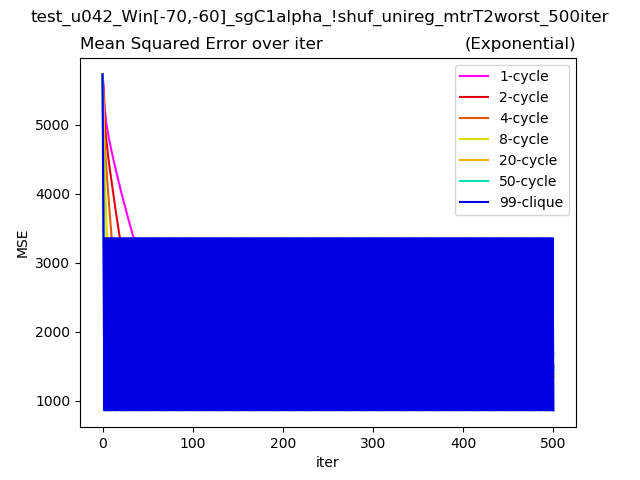 test_u042_Win[-70,-60]_sgC1alpha_!shuf_unireg_mtrT2worst_500iter
Mean Squared Error over iter (Exponential)
1-cycle
2-cycle
4-cycle
8-cycle
20-cycle
50-cycle
99-clique
MSE
5000
4000
3000
2000
1000
0 100 200 300 400 500
iter